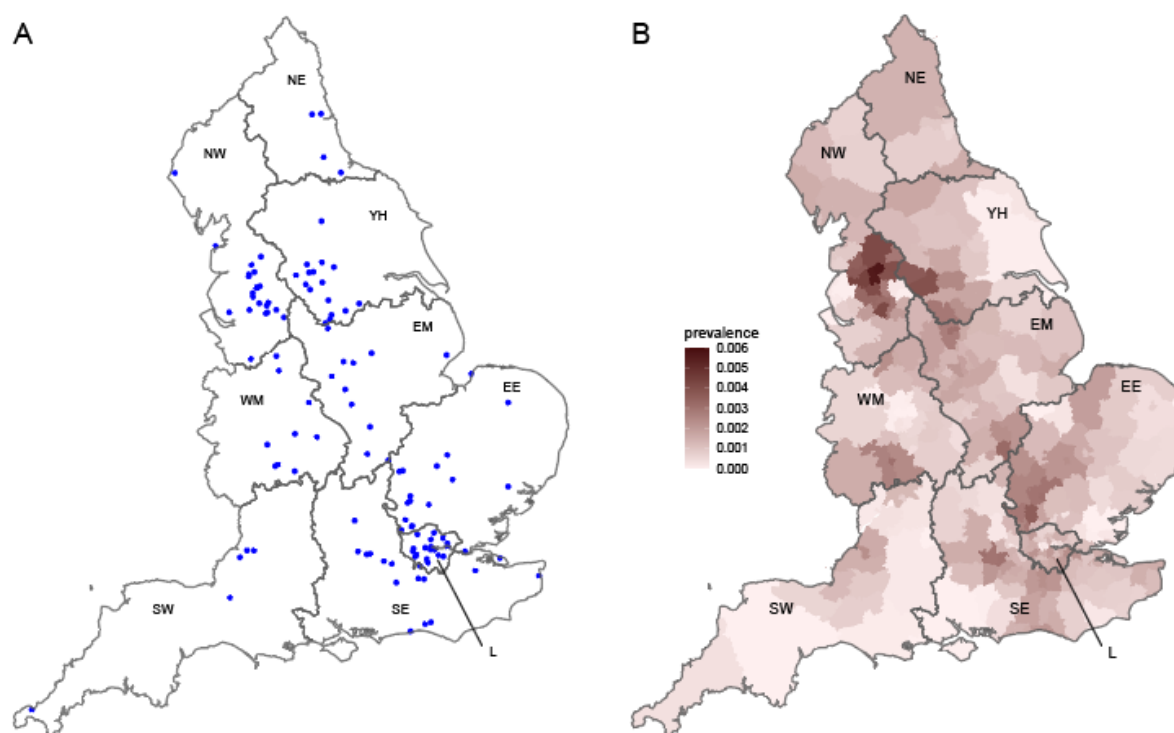 A
NE
NW
YH
EM
WM
EE
SW
SE
L
B
NE
NW
YH
EM
prevalence
0.006
0.005
0.004
0.003
0.002
0.001
0.000
WM
EE
SW
SE
L